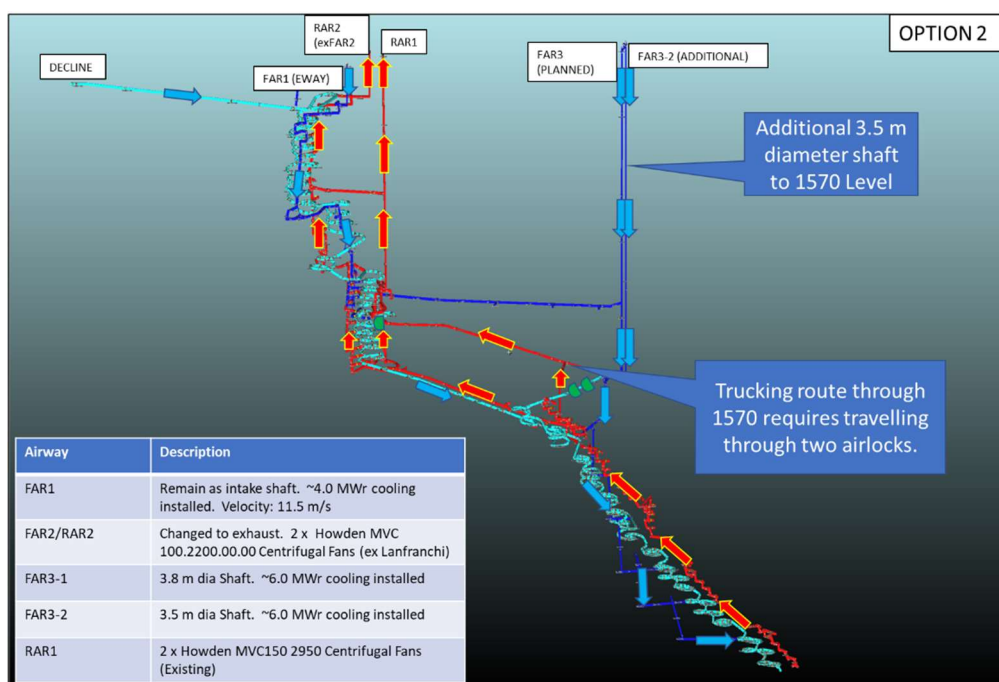 OPTION 2
RAR2
(exFAR2
RAR1
DECLINE
FAR1 (EWAY)
FAR3
(PLANNED)
FAR3-2 (ADDITIONAL)
Additional 3.5 m
diameter shaft
to 1570 Level
Trucking route through
1570 requires travelling
through two airlocks.
Airway Description
FAR1 Remain as intake shaft. ~4.0 MWr cooling
installed. Velocity: 11.5 m/s
FAR2/RAR2 Changed to exhaust. 2 x Howden MVC
100.2200.00.00 Centrifugal Fans (ex Lanfranchi)
FAR3-1 3.8 m dia Shaft. ~6.0 MWr cooling installed
FAR3-2 3.5 m dia Shaft. ~6.0 MWr cooling installed
RAR1 2 x Howden MVC150 2950 Centrifugal Fans
(Existing)